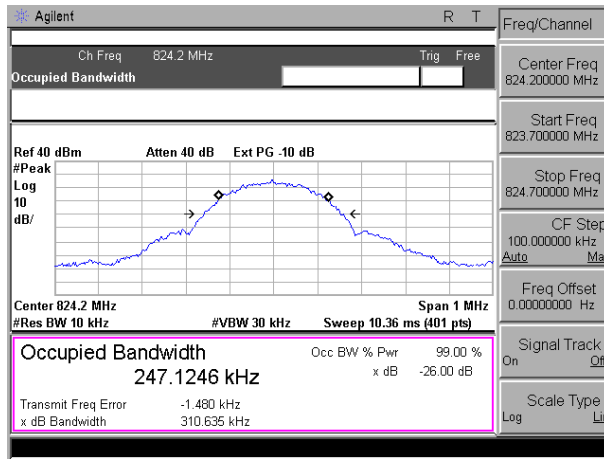 Agilent R T
Ch Freq 824.2 MHz Trig Free
Occupied Bandwidth
Ref 40 dBm Atten 40 dB Ext PG -10 dB
#Peak
Log
10
dB/
Center 824.2 MHz Span 1 MHz
#Res BW 10 kHz #VBW 30 kHz Sweep 10.36 ms (401 pts)
Occupied Bandwidth Occ BW % Pwr 99.00 %
247.1246 kHz x dB -26.00 dB
Transmit Freq Error -1.480 kHz
x dB Bandwidth 310.635 kHz
Freq/Channel
Center Freq
824.200000 MHz
Start Freq
823.700000 MHz
Stop Freq
824.700000 MHz
CF Step
100.000000 kHz
Auto Ma
Freq Offset
0.00000000 Hz
Signal Track
On Off
Scale Type
Log Li